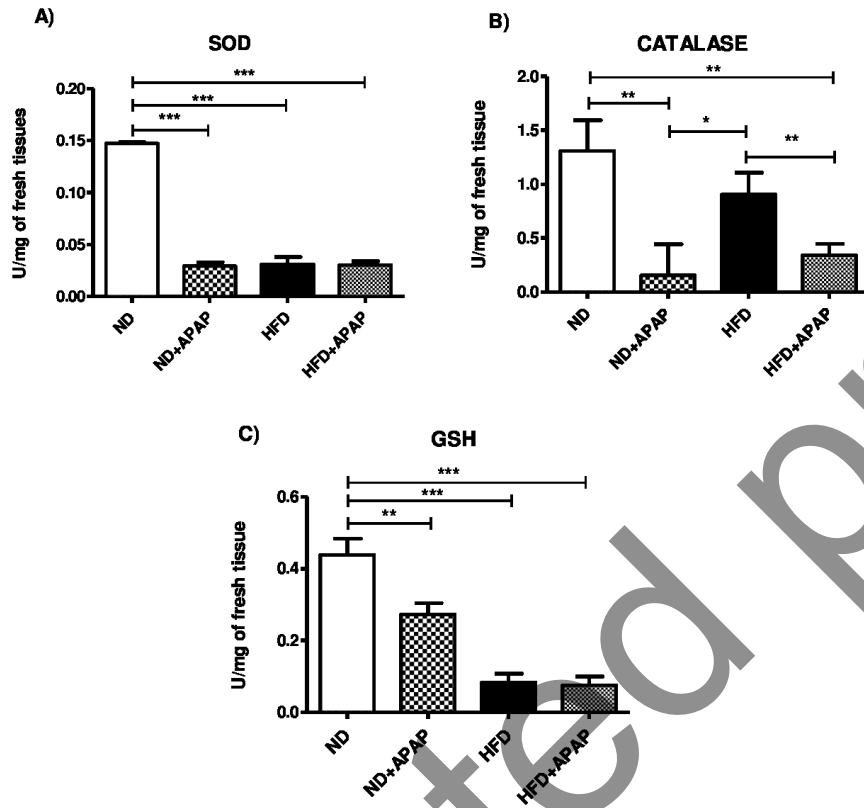 A)
SOD
***
***
***
U/mg of fresh tissues
0.20
0.15
0.10
0.05
0.00
ND
ND+APAP
HFD
HFD+APAP
B)
CATALASE
**
**
*
**
U/mg of fresh tissue
2.0
1.5
1.0
0.5
0.0
ND
ND+APAP
HFD
HFD+APAP
C)
GSH
***
***
**
U/mg of fresh tissue
0.6
0.4
0.2
0.0
ND
ND+APAP
HFD
HFD+APAP
ted p